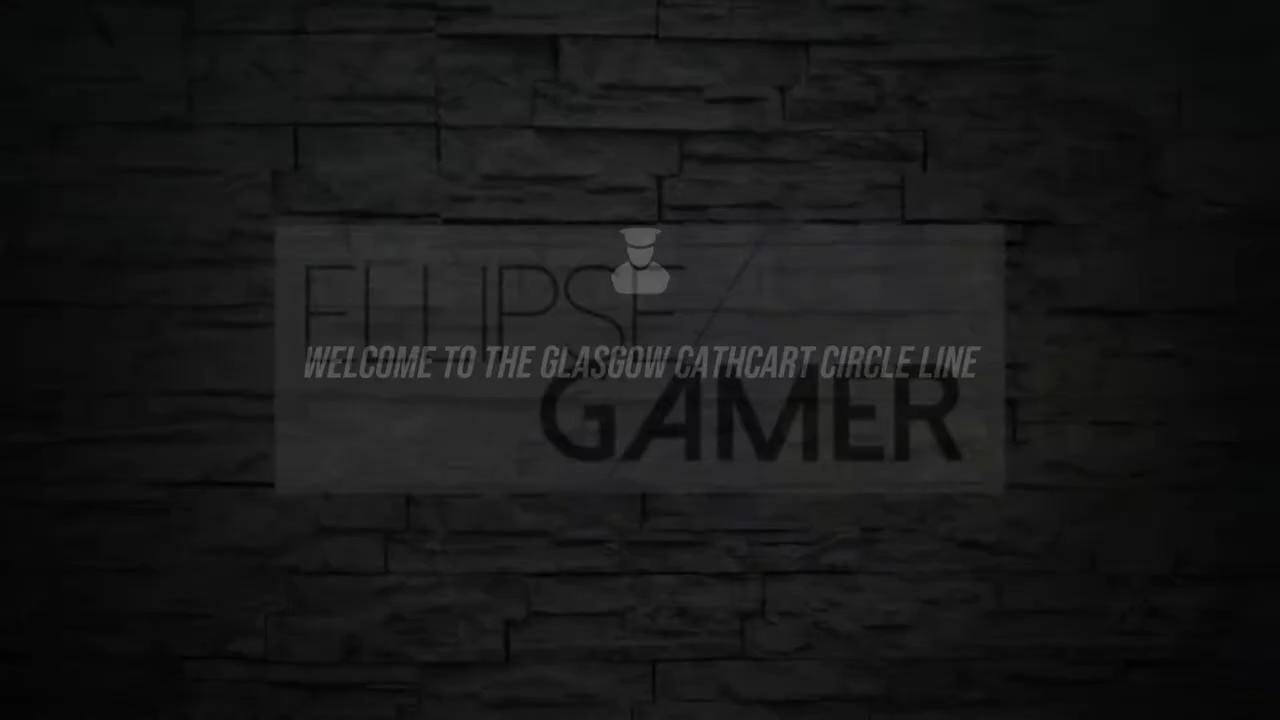 ELLIPSE
WELCOME TO THE GLASGOW CATHCART CIRCLE LINE
GAMER